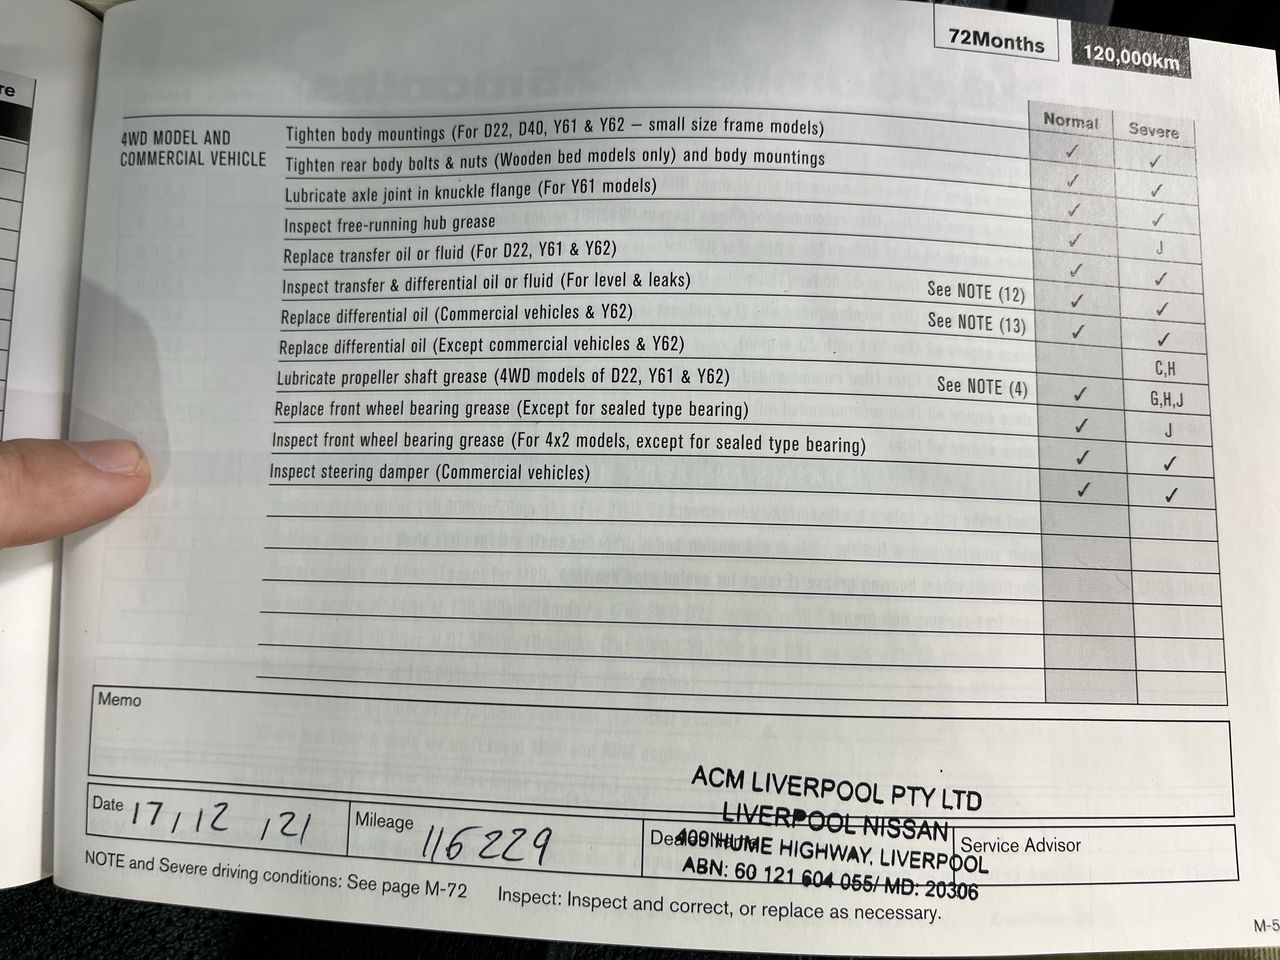 re
72Months 120,000km
Normal Severe
4WD MODEL AND
COMMERCIAL VEHICLE
Tighten body mountings (For D22, D40, Y61 & Y62 – small size frame models) ✓ ✓
Tighten rear body bolts & nuts (Wooden bed models only) and body mountings ✓ ✓
Lubricate axle joint in knuckle flange (For Y61 models) ✓ ✓
Inspect free-running hub grease ✓ J
Replace transfer oil or fluid (For D22, Y61 & Y62) ✓ ✓
Inspect transfer & differential oil or fluid (For level & leaks) See NOTE (12) ✓ ✓
Replace differential oil (Commercial vehicles & Y62) See NOTE (13) ✓ ✓
Replace differential oil (Except commercial vehicles & Y62) C,H
Lubricate propeller shaft grease (4WD models of D22, Y61 & Y62) See NOTE (4) ✓ G,H,J
Replace front wheel bearing grease (Except for sealed type bearing) ✓ J
Inspect front wheel bearing grease (For 4x2 models, except for sealed type bearing) ✓ ✓
Inspect steering damper (Commercial vehicles) ✓ ✓
Memo
ACM LIVERPOOL PTY LTD
LIVERPOOL NISSAN
409 HUME HIGHWAY, LIVERPOOL
ABN: 60 121 604 055/ MD: 20306
Date 17/12/21
Mileage 116229
Service Advisor
NOTE and Severe driving conditions: See page M-72
Inspect: Inspect and correct, or replace as necessary.
M-5